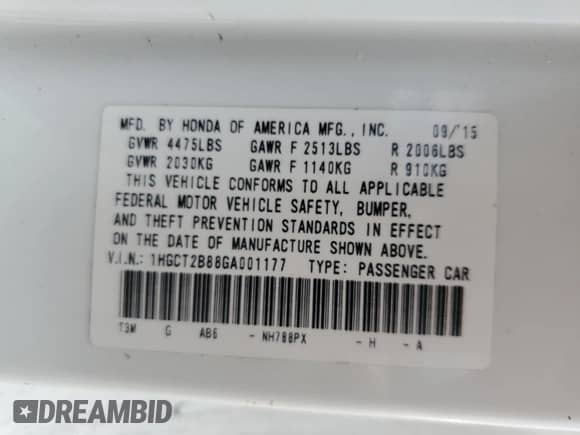 MFD. BY HONDA OF AMERICA MFG., INC. 09/'15
GVWR 4475LBS GAWR F 2513LBS R 2006LBS
GVWR 2030KG GAWR F 1140KG R 910KG
THIS VEHICLE CONFORMS TO ALL APPLICABLE
FEDERAL MOTOR VEHICLE SAFETY, BUMPER,
AND THEFT PREVENTION STANDARDS IN EFFECT
ON THE DATE OF MANUFACTURE SHOWN ABOVE.
V.I.N.: 1HGCT2B88GA001177 TYPE: PASSENGER CAR
T3M G AB6 - NH788PX - H - A
DREAMBID